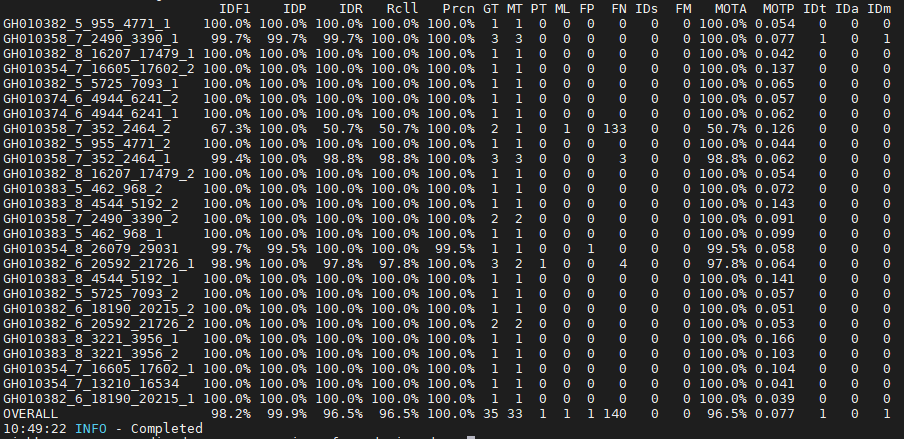 IDF1 IDP IDR Rcll Prcn GT MT PT ML FP FN IDs FM MOTA MOTP IDt IDa IDm
GH010382_5_955_4771_1 100.0% 100.0% 100.0% 100.0% 100.0% 1 1 0 0 0 0 0 0 100.0% 0.054 0 0 0
GH010358_7_2490_3390_1 99.7% 99.7% 99.7% 100.0% 100.0% 3 3 0 0 0 0 0 0 100.0% 0.077 1 0 1
GH010382_8_16207_17479_1 100.0% 100.0% 100.0% 100.0% 100.0% 1 1 0 0 0 0 0 0 100.0% 0.042 0 0 0
GH010354_7_16605_17602_2 100.0% 100.0% 100.0% 100.0% 100.0% 1 1 0 0 0 0 0 0 100.0% 0.137 0 0 0
GH010382_5_5725_7093_1 100.0% 100.0% 100.0% 100.0% 100.0% 1 1 0 0 0 0 0 0 100.0% 0.065 0 0 0
GH010374_6_4944_6241_2 100.0% 100.0% 100.0% 100.0% 100.0% 1 1 0 0 0 0 0 0 100.0% 0.057 0 0 0
GH010374_6_4944_6241_1 100.0% 100.0% 100.0% 100.0% 100.0% 1 1 0 0 0 0 0 0 100.0% 0.062 0 0 0
GH010358_7_352_2464_2 67.3% 100.0% 50.7% 50.7% 100.0% 2 1 0 1 0 133 0 0 50.7% 0.126 0 0 0
GH010382_5_955_4771_2 100.0% 100.0% 100.0% 100.0% 100.0% 1 1 0 0 0 0 0 0 100.0% 0.044 0 0 0
GH010358_7_352_2464_1 99.4% 100.0% 98.8% 98.8% 100.0% 3 3 0 0 0 3 0 0 98.8% 0.062 0 0 0
GH010382_8_16207_17479_2 100.0% 100.0% 100.0% 100.0% 100.0% 1 1 0 0 0 0 0 0 100.0% 0.054 0 0 0
GH010383_5_462_968_2 100.0% 100.0% 100.0% 100.0% 100.0% 1 1 0 0 0 0 0 0 100.0% 0.072 0 0 0
GH010383_8_4544_5192_2 100.0% 100.0% 100.0% 100.0% 100.0% 1 1 0 0 0 0 0 0 100.0% 0.143 0 0 0
GH010358_7_2490_3390_2 100.0% 100.0% 100.0% 100.0% 100.0% 2 2 0 0 0 0 0 0 100.0% 0.091 0 0 0
GH010383_5_462_968_1 100.0% 100.0% 100.0% 100.0% 100.0% 1 1 0 0 0 0 0 0 100.0% 0.099 0 0 0
GH010354_8_26079_29031 99.7% 99.5% 100.0% 100.0% 99.5% 1 1 0 0 1 0 0 0 99.5% 0.058 0 0 0
GH010382_6_20592_21726_1 98.9% 100.0% 97.8% 97.8% 100.0% 3 2 1 0 0 4 0 0 97.8% 0.064 0 0 0
GH010383_8_4544_5192_1 100.0% 100.0% 100.0% 100.0% 100.0% 1 1 0 0 0 0 0 0 100.0% 0.141 0 0 0
GH010382_5_5725_7093_2 100.0% 100.0% 100.0% 100.0% 100.0% 1 1 0 0 0 0 0 0 100.0% 0.057 0 0 0
GH010382_6_18190_20215_2 100.0% 100.0% 100.0% 100.0% 100.0% 1 1 0 0 0 0 0 0 100.0% 0.051 0 0 0
GH010382_6_20592_21726_2 100.0% 100.0% 100.0% 100.0% 100.0% 2 2 0 0 0 0 0 0 100.0% 0.053 0 0 0
GH010383_8_3221_3956_1 100.0% 100.0% 100.0% 100.0% 100.0% 1 1 0 0 0 0 0 0 100.0% 0.166 0 0 0
GH010383_8_3221_3956_2 100.0% 100.0% 100.0% 100.0% 100.0% 1 1 0 0 0 0 0 0 100.0% 0.103 0 0 0
GH010354_7_16605_17602_1 100.0% 100.0% 100.0% 100.0% 100.0% 1 1 0 0 0 0 0 0 100.0% 0.104 0 0 0
GH010354_7_13210_16534 100.0% 100.0% 100.0% 100.0% 100.0% 1 1 0 0 0 0 0 0 100.0% 0.041 0 0 0
GH010382_6_18190_20215_1 100.0% 100.0% 100.0% 100.0% 100.0% 1 1 0 0 0 0 0 0 100.0% 0.039 0 0 0
OVERALL 98.2% 99.9% 96.5% 96.5% 99.9% 35 33 1 1 1 140 0 0 96.5% 0.077 1 0 1
10:49:22 INFO - Completed